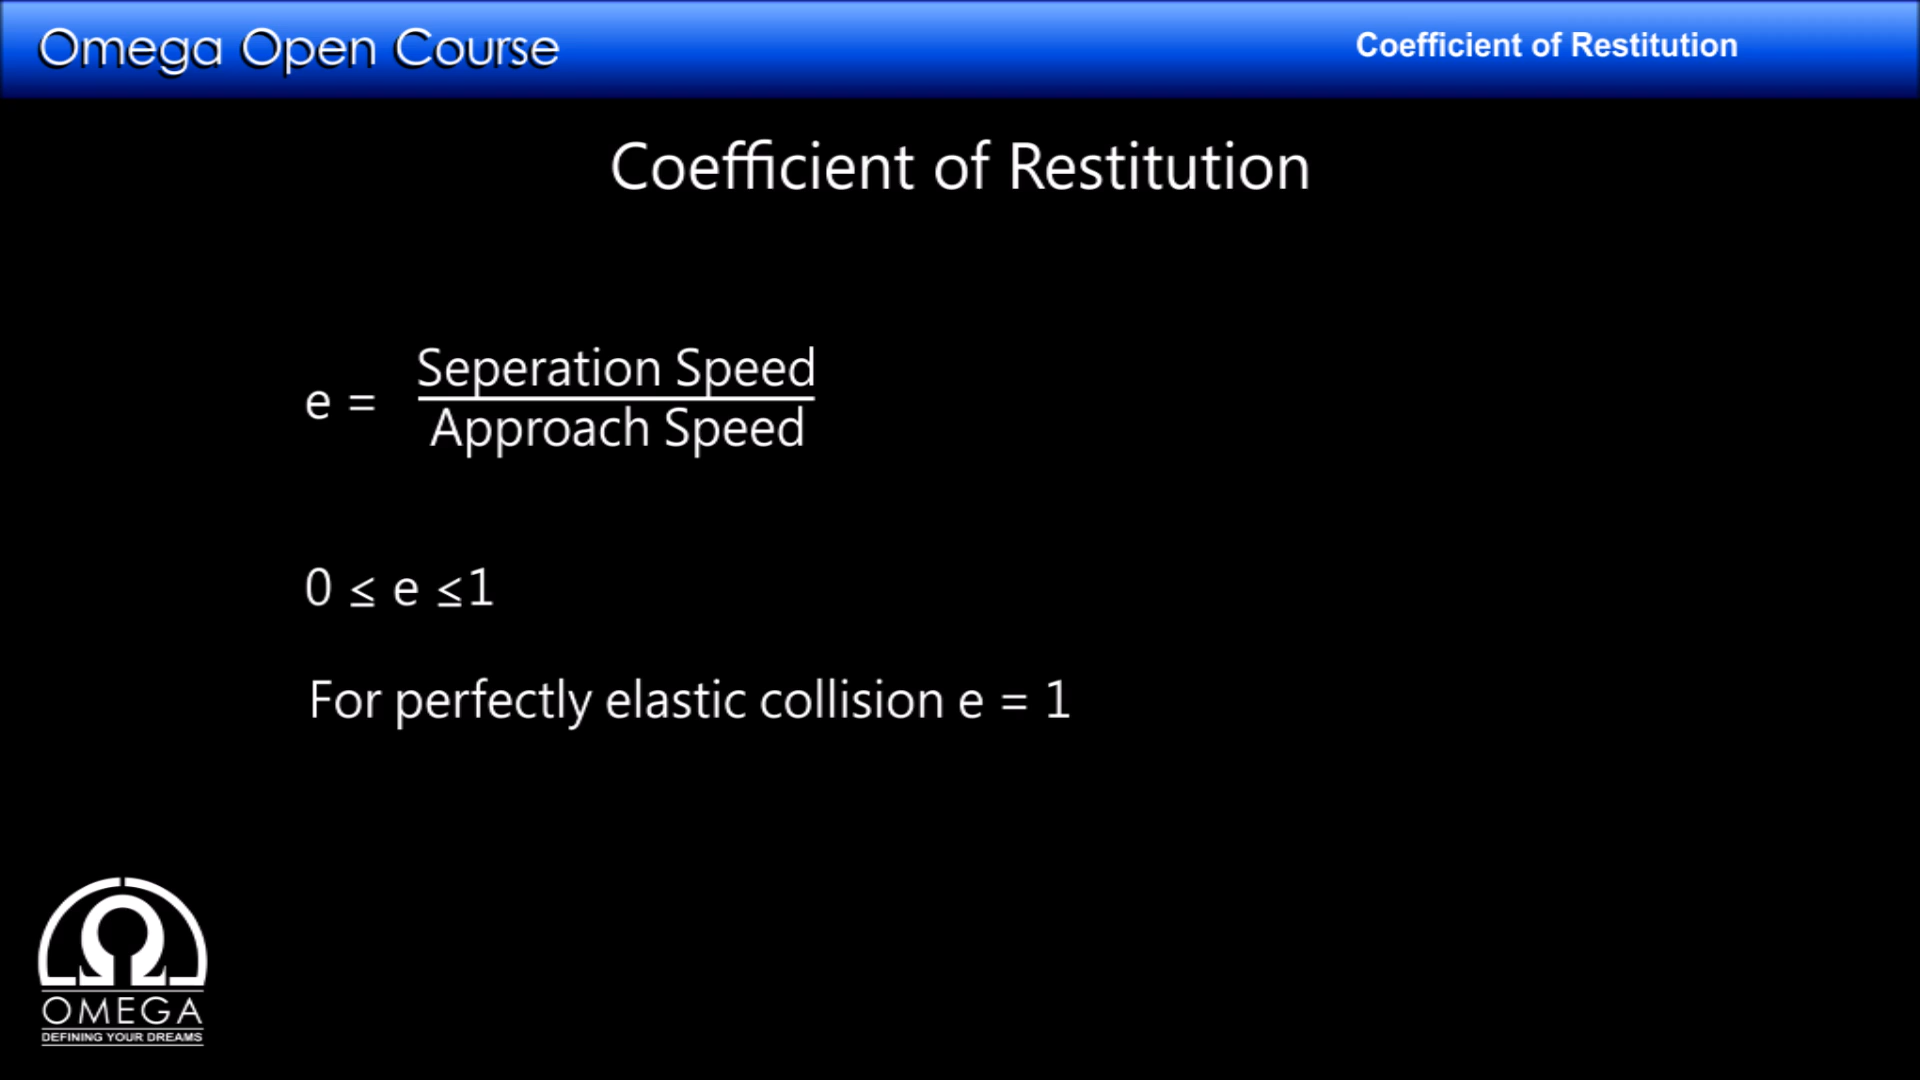 Omega Open Course
Coefficient of Restitution
Coefficient of Restitution
e = Seperation Speed
Approach Speed
0 ≤ e ≤1
For perfectly elastic collision e = 1
OMEGA
DEFINING YOUR DREAMS